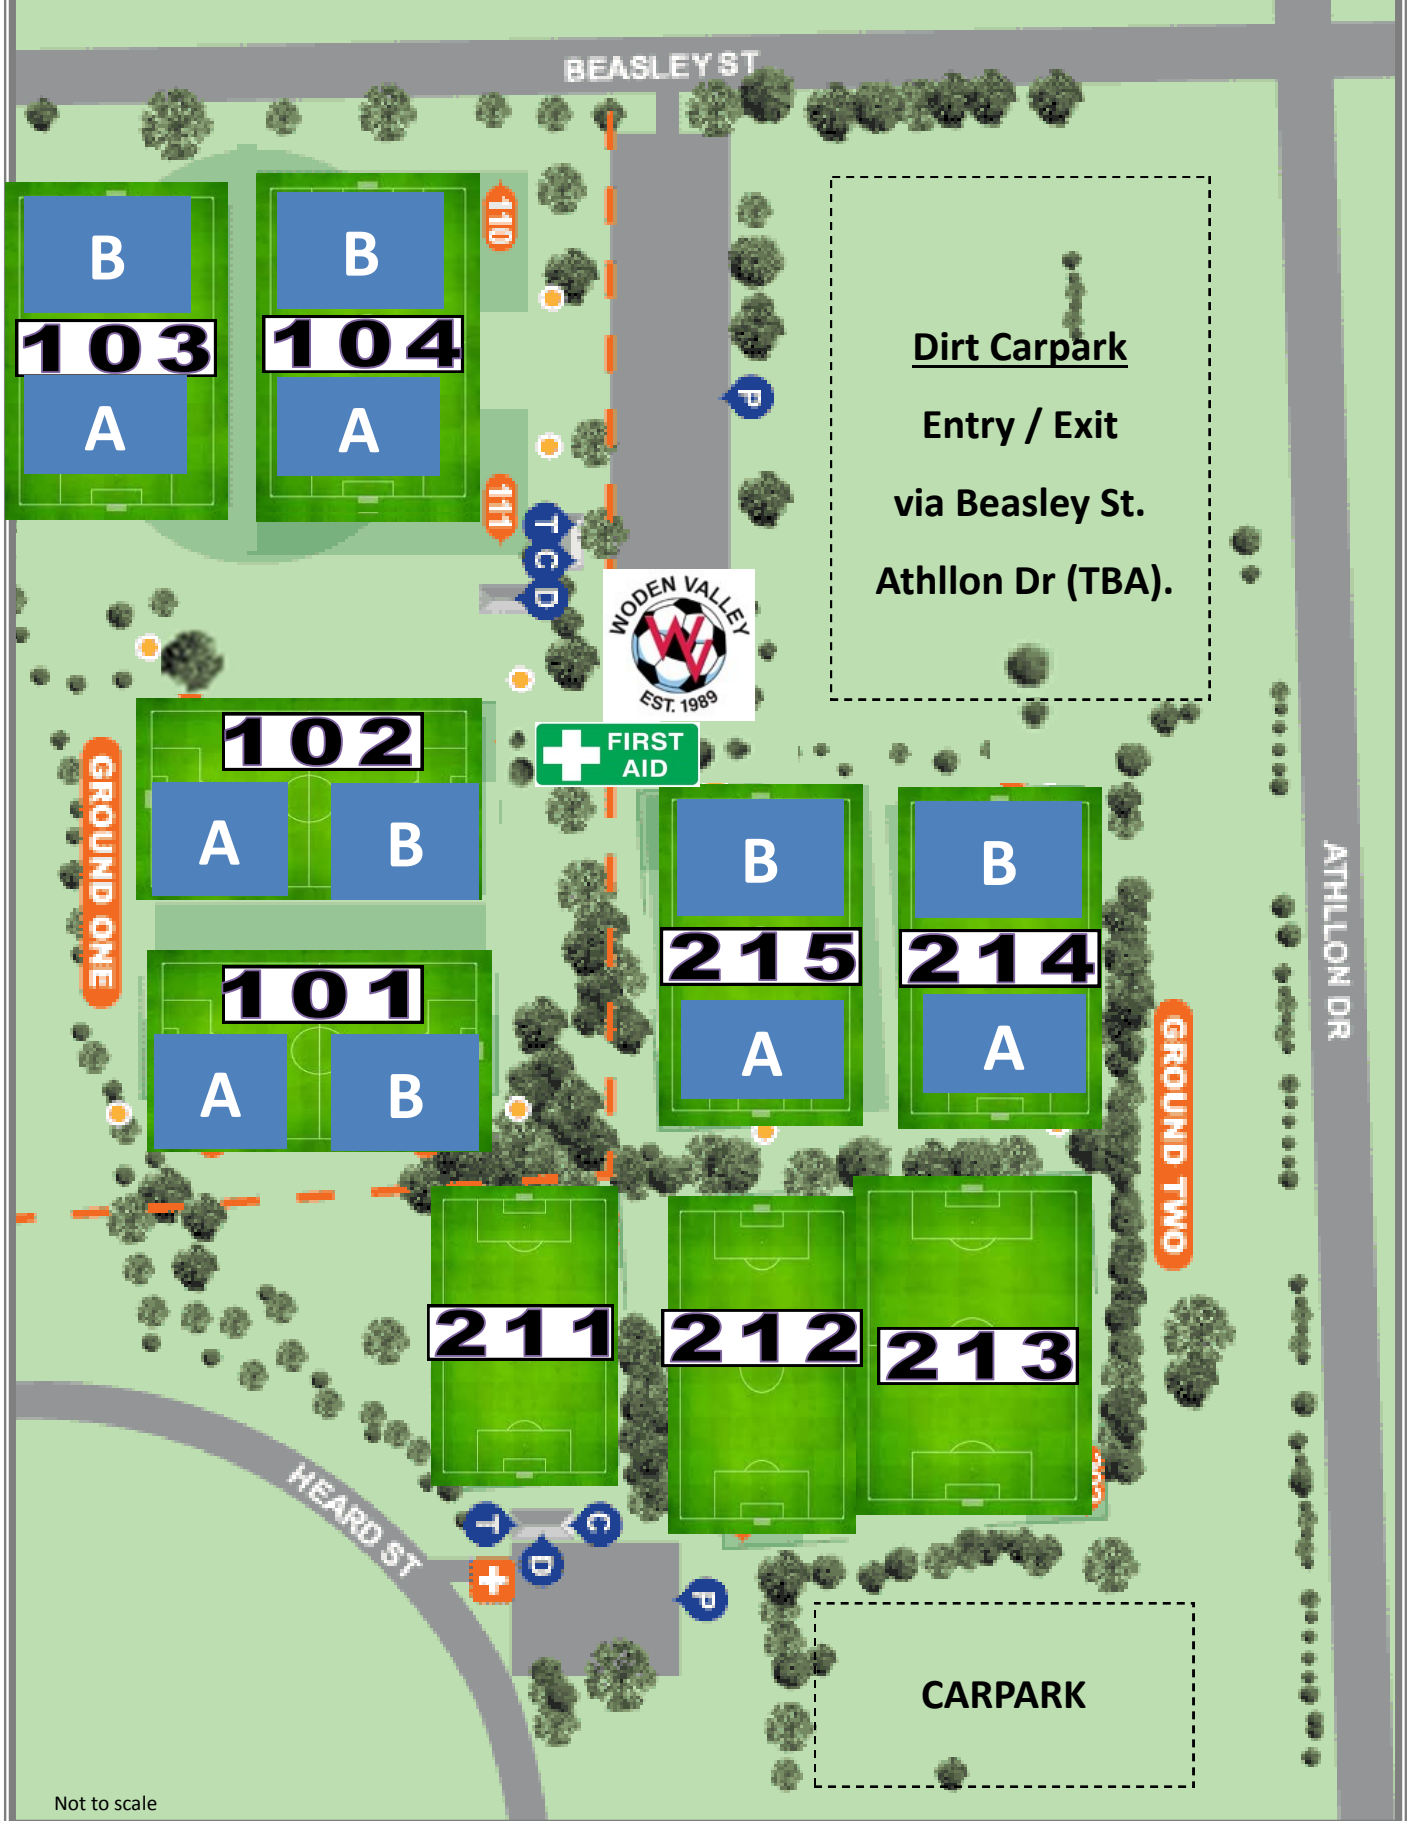 BEASLEY ST
B
B
110
103
104
A
A
111
P
Dirt Carpark
Entry / Exit
via Beasley St.
Athllon Dr (TBA).
T
C
D
WODEN VALLEY
WV
EST. 1989
FIRST
AID
102
A
B
GROUND ONE
101
A
B
B
B
215
214
A
A
ATHLLON DR
GROUND TWO
211
212
213
HEARD ST
T
C
D
P
CARPARK
Not to scale